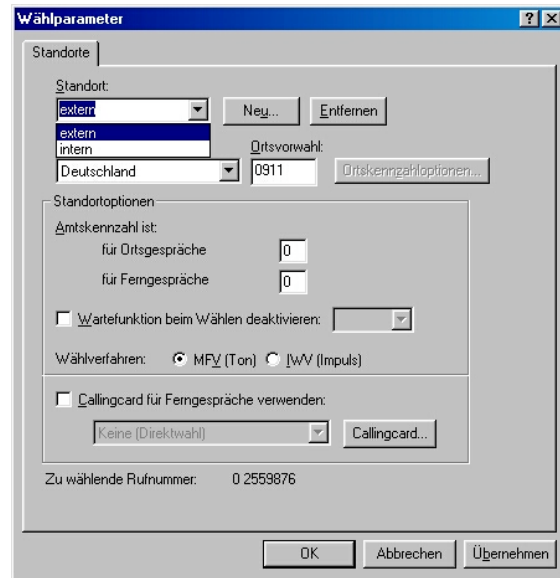 Wählparameter
Standorte
Standort:
extern
Neu...
Entfernen
extern
intern
Ortsvorwahl:
Deutschland
0911
Ortskennzahloptionen...
Standortoptionen
Amtskennzahl ist:
für Ortsgespräche
0
für Ferngespräche
0
Wartefunktion beim Wählen deaktivieren:
Wählverfahren:
MFV (Ton)
IWV (Impuls)
Callingcard für Ferngespräche verwenden:
Keine (Direktwahl)
Callingcard...
Zu wählende Rufnummer:
0 2559876
OK
Abbrechen
Übernehmen